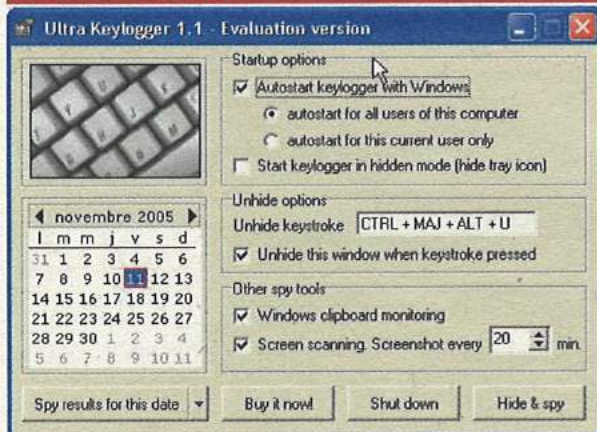 Ultra Keylogger 1.1 - Evaluation version
Startup options
Autostart keylogger with Windows
autostart for all users of this computer
autostart for this current user only
Start keylogger in hidden mode (hide tray icon)
novembre 2005
l m m j v s d
31 1 2 3 4 5 6
7 8 9 10 11 12 13
14 15 16 17 18 19 20
21 22 23 24 25 26 27
28 29 30 1 2 3 4
5 6 7 8 9 10 11
Unhide options
Unhide keystroke CTRL + MAJ + ALT + U
Unhide this window when keystroke pressed
Other spy tools
Windows clipboard monitoring
Screen scanning. Screenshot every 20 min.
Spy results for this date
Buy it now!
Shut down
Hide & spy